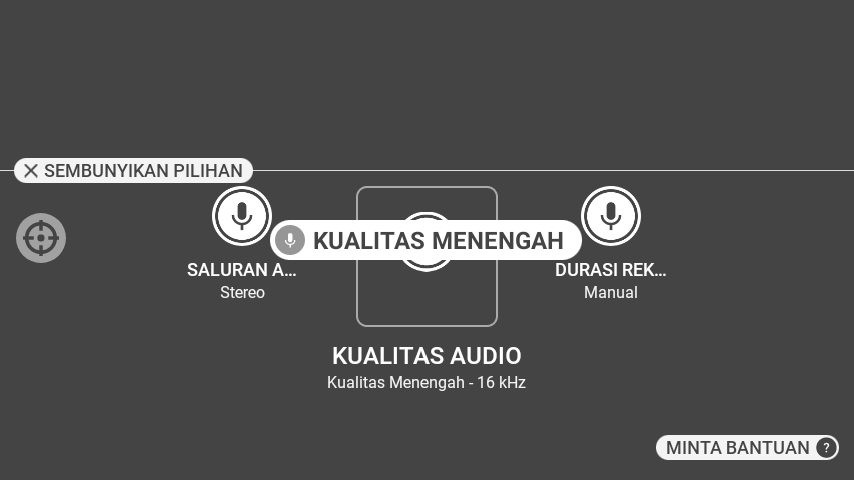 SEMBUNYIKAN PILIHAN
KUALITAS MENENGAH
SALURAN A...
Stereo
DURASI REK...
Manual
KUALITAS AUDIO
Kualitas Menengah - 16 kHz
MINTA BANTUAN ?